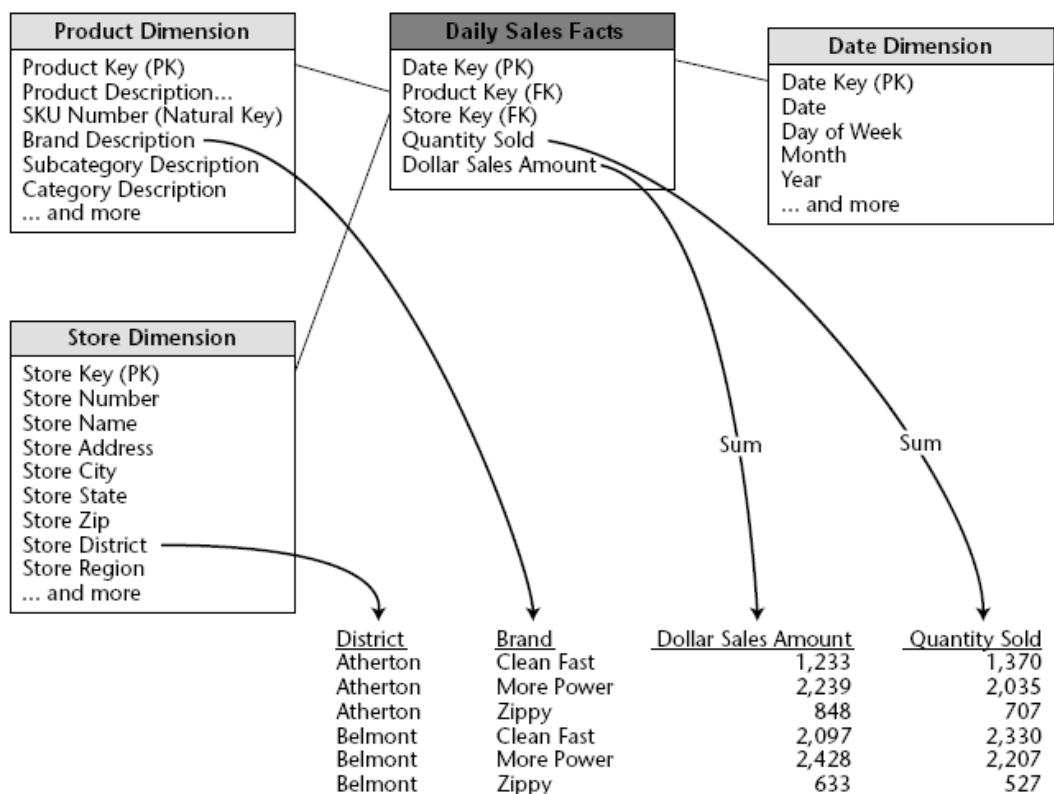 Product Dimension
Product Key (PK)
Product Description...
SKU Number (Natural Key)
Brand Description
Subcategory Description
Category Description
... and more
Daily Sales Facts
Date Key (PK)
Product Key (FK)
Store Key (FK)
Quantity Sold
Dollar Sales Amount
Date Dimension
Date Key (PK)
Date
Day of Week
Month
Year
... and more
Store Dimension
Store Key (PK)
Store Number
Store Name
Store Address
Store City
Store State
Store Zip
Store District
Store Region
... and more
Sum
Sum
District Brand Dollar Sales Amount Quantity Sold
Atherton Clean Fast 1,233 1,370
Atherton More Power 2,239 2,035
Atherton Zippy 848 707
Belmont Clean Fast 2,097 2,330
Belmont More Power 2,428 2,207
Belmont Zippy 633 527